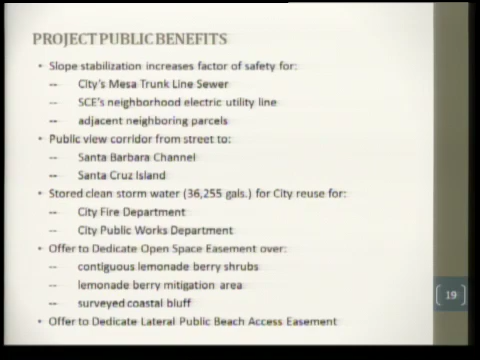 PROJECT PUBLIC BENEFITS
• Slope stabilization increases factor of safety for:
-- City's Mesa Trunk Line Sewer
-- SCE's neighborhood electric utility line
-- adjacent neighboring parcels
• Public view corridor from street to:
-- Santa Barbara Channel
-- Santa Cruz Island
• Stored clean storm water (36,255 gals.) for City reuse for:
-- City Fire Department
-- City Public Works Department
• Offer to Dedicate Open Space Easement over:
-- contiguous lemonade berry shrubs
-- lemonade berry mitigation area
-- surveyed coastal bluff
• Offer to Dedicate Lateral Public Beach Access Easement
19